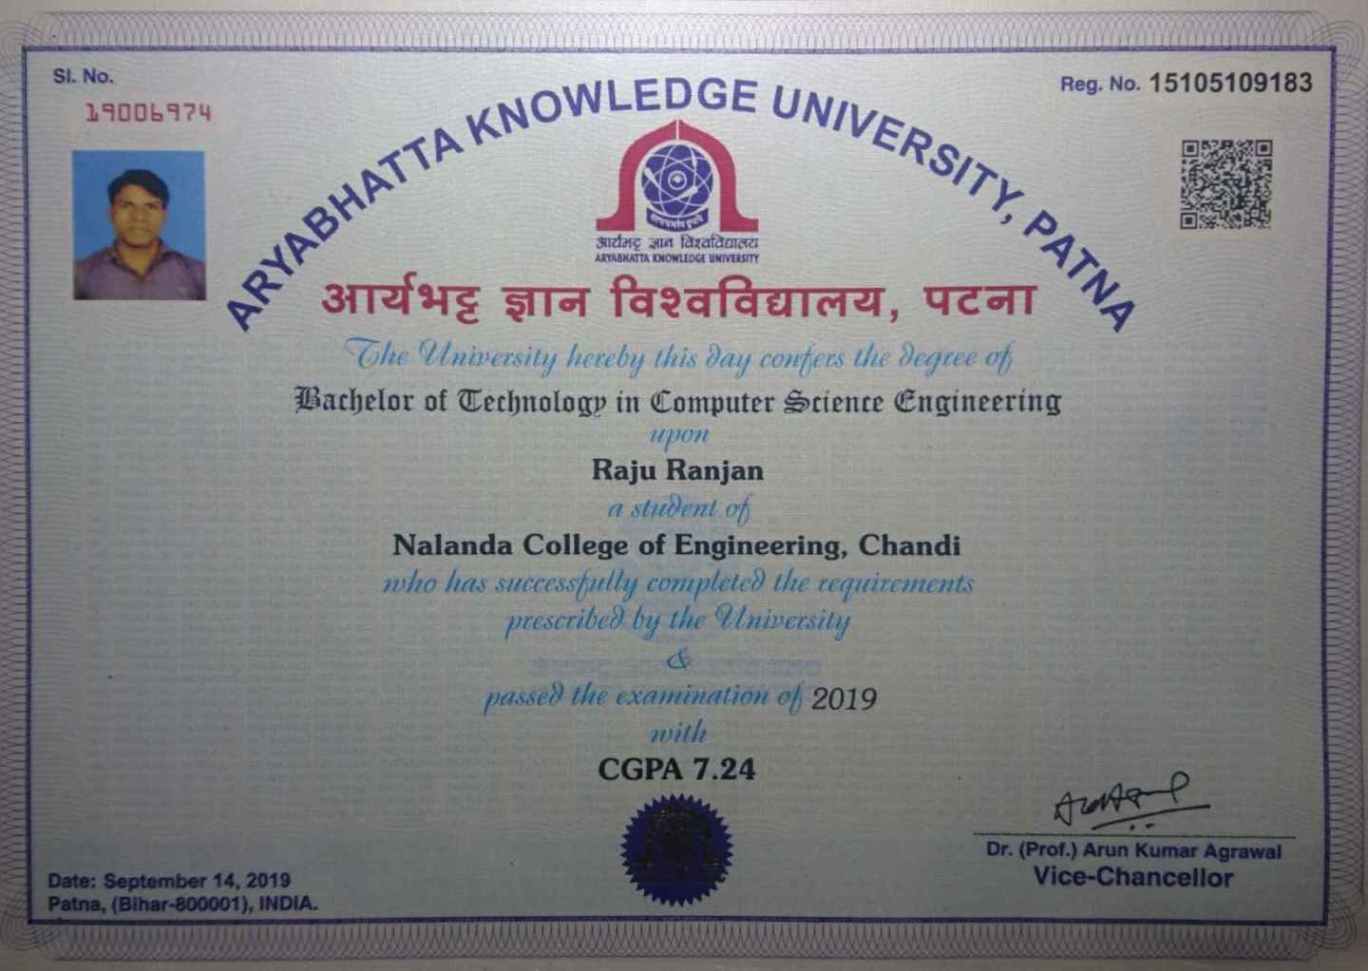 Sl. No.
19006974
Reg. No. 15105109183
ARYABHATTA KNOWLEDGE UNIVERSITY, PATNA
आर्यभट्ट ज्ञान विश्वविद्यालय
ARYABHATTA KNOWLEDGE UNIVERSITY
आर्यभट्ट ज्ञान विश्वविद्यालय, पटना
The University hereby this day confers the degree of
Bachelor of Technology in Computer Science Engineering
upon
Raju Ranjan
a student of
Nalanda College of Engineering, Chandi
who has successfully completed the requirements
prescribed by the University
&
passed the examination of 2019
with
CGPA 7.24
Date: September 14, 2019
Patna, (Bihar-800001), INDIA.
Dr. (Prof.) Arun Kumar Agrawal
Vice-Chancellor